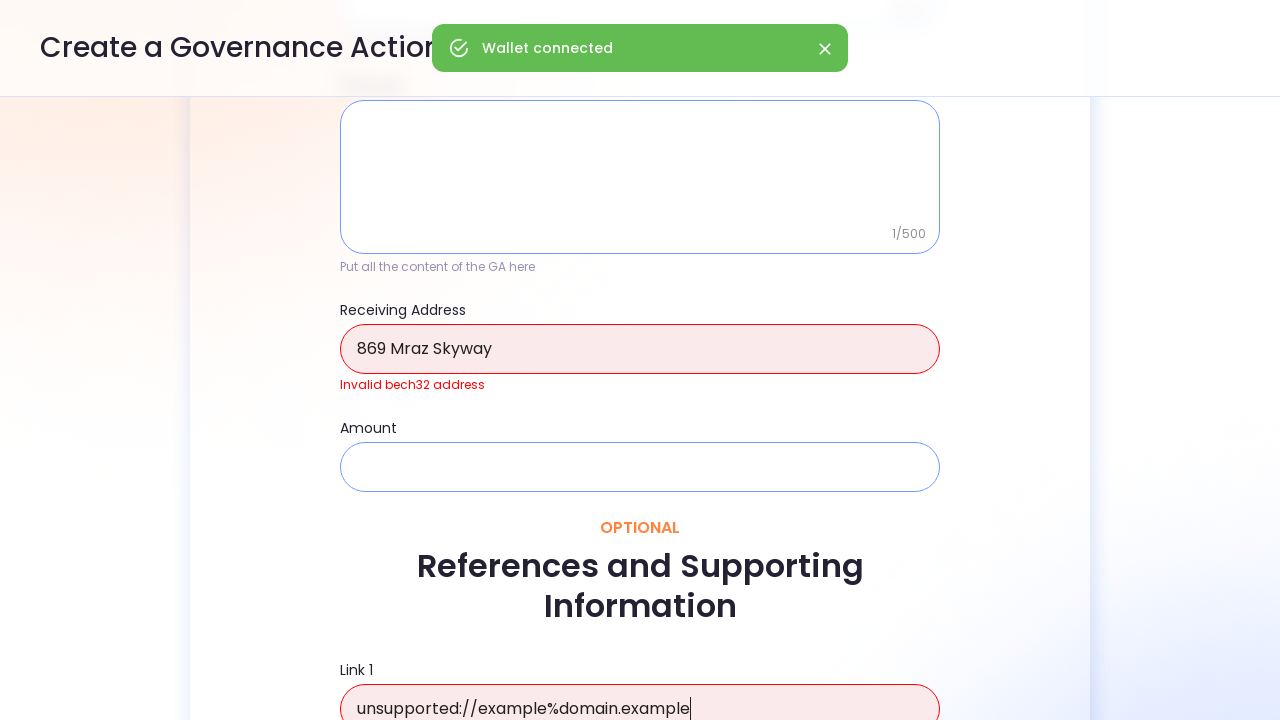 Create a Governance Action
Wallet connected
1/500
Put all the content of the GA here
Receiving Address
869 Mraz Skyway
Invalid bech32 address
Amount
OPTIONAL
References and Supporting
Information
Link 1
unsupported://example%domain.example